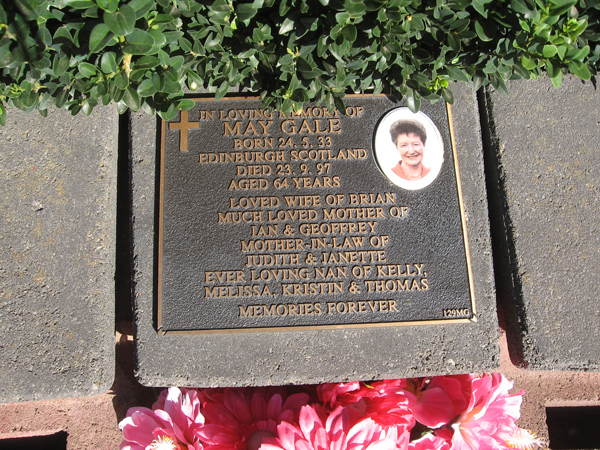 IN LOVING MEMORY OF
MAY GALE
BORN 24. 5. 33
EDINBURGH SCOTLAND
DIED 23. 9. 97
AGED 64 YEARS
LOVED WIFE OF BRIAN
MUCH LOVED MOTHER OF
IAN & GEOFFREY
MOTHER-IN-LAW OF
JUDITH & JANETTE
EVER LOVING NAN OF KELLY,
MELISSA, KRISTIN & THOMAS
MEMORIES FOREVER
129MG